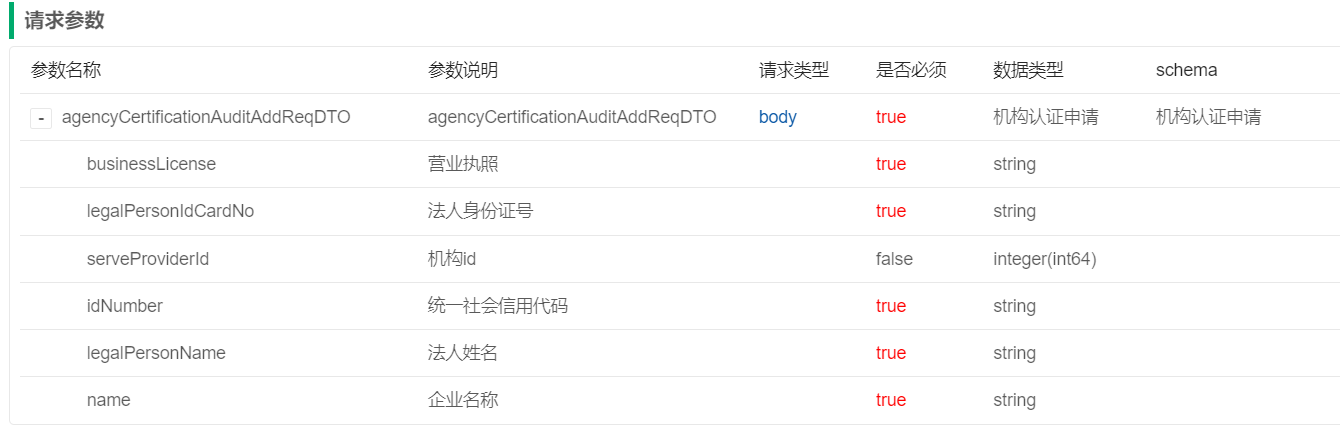 请求参数
参数名称 参数说明 请求类型 是否必须 数据类型 schema
- agencyCertificationAuditAddReqDTO agencyCertificationAuditAddReqDTO body true 机构认证申请 机构认证申请
businessLicense 营业执照 true string
legalPersonIdCardNo 法人身份证号 true string
serveProviderId 机构id false integer(int64)
idNumber 统一社会信用代码 true string
legalPersonName 法人姓名 true string
name 企业名称 true string